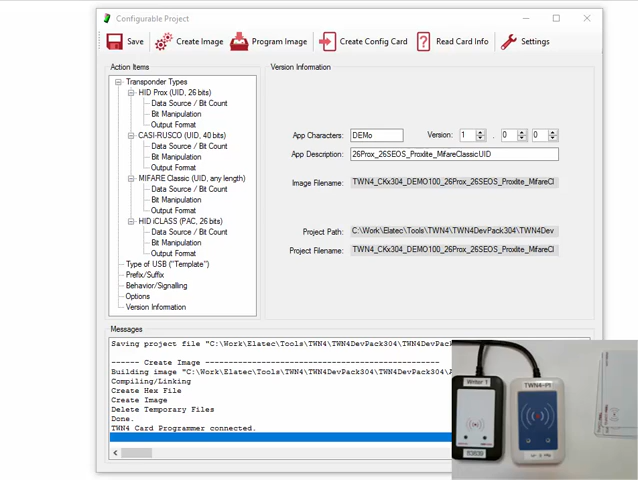 Configurable Project
Save
Create Image
Program Image
Create Config Card
Read Card Info
Settings
Action Items
Transponder Types
HID Prox (UID, 26 bits)
Data Source / Bit Count
Bit Manipulation
Output Format
CASI-RUSCO (UID, 40 bits)
Data Source / Bit Count
Bit Manipulation
Output Format
MIFARE Classic (UID, any length)
Data Source / Bit Count
Bit Manipulation
Output Format
HID iCLASS (PAC, 26 bits)
Data Source / Bit Count
Bit Manipulation
Output Format
Type of USB ("Template")
Prefix/Suffix
Behavior/Signalling
Options
Version Information
Version Information
App Characters: DEMo Version: 1 . 0 0
App Description: 26Prox_26SEOS_Proxlite_MifareClassicUID
Image Filename: TWN4_CKx304_DEMO100_26Prox_26SEOS_Proxlite_MifareCl
Project Path: C:\Work\Elatec\Tools\TWN4\TWN4DevPack304\TWN4Dev
Project Filename: TWN4_CKx304_DEMO100_26Prox_26SEOS_Proxlite_MifareCl
Messages
Saving project file "C:\Work\Elatec\Tools\TWN4\TWN4DevPack304\TWN4Dev
------ Create Image ------
Building image "C:\Work\Elatec\Tools\TWN4\TWN4DevPack304\TWN4DevPack304\A
Compiling/Linking
Create Hex File
Create Image
Delete Temporary Files
Done.
TWN4 Card Programmer connected.
Writer 1
TWN4-PI